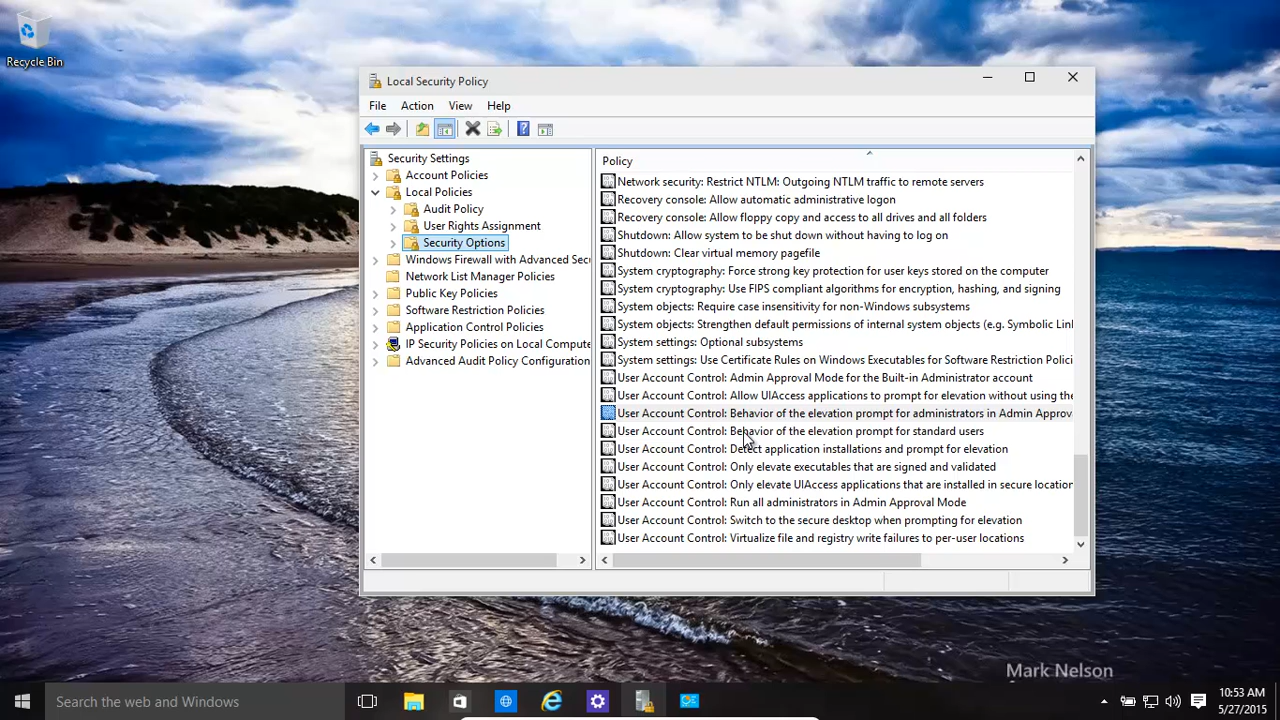 Recycle Bin
Local Security Policy
File Action View Help
Security Settings
Account Policies
Local Policies
Audit Policy
User Rights Assignment
Security Options
Windows Firewall with Advanced Secu
Network List Manager Policies
Public Key Policies
Software Restriction Policies
Application Control Policies
IP Security Policies on Local Compute
Advanced Audit Policy Configuration
Policy
Network security: Restrict NTLM: Outgoing NTLM traffic to remote servers
Recovery console: Allow automatic administrative logon
Recovery console: Allow floppy copy and access to all drives and all folders
Shutdown: Allow system to be shut down without having to log on
Shutdown: Clear virtual memory pagefile
System cryptography: Force strong key protection for user keys stored on the computer
System cryptography: Use FIPS compliant algorithms for encryption, hashing, and signing
System objects: Require case insensitivity for non-Windows subsystems
System objects: Strengthen default permissions of internal system objects (e.g. Symbolic Link
System settings: Optional subsystems
System settings: Use Certificate Rules on Windows Executables for Software Restriction Polici
User Account Control: Admin Approval Mode for the Built-in Administrator account
User Account Control: Allow UIAccess applications to prompt for elevation without using the
User Account Control: Behavior of the elevation prompt for administrators in Admin Approv
User Account Control: Behavior of the elevation prompt for standard users
User Account Control: Detect application installations and prompt for elevation
User Account Control: Only elevate executables that are signed and validated
User Account Control: Only elevate UIAccess applications that are installed in secure location
User Account Control: Run all administrators in Admin Approval Mode
User Account Control: Switch to the secure desktop when prompting for elevation
User Account Control: Virtualize file and registry write failures to per-user locations
Mark Nelson
Search the web and Windows
10:53 AM
5/27/2015